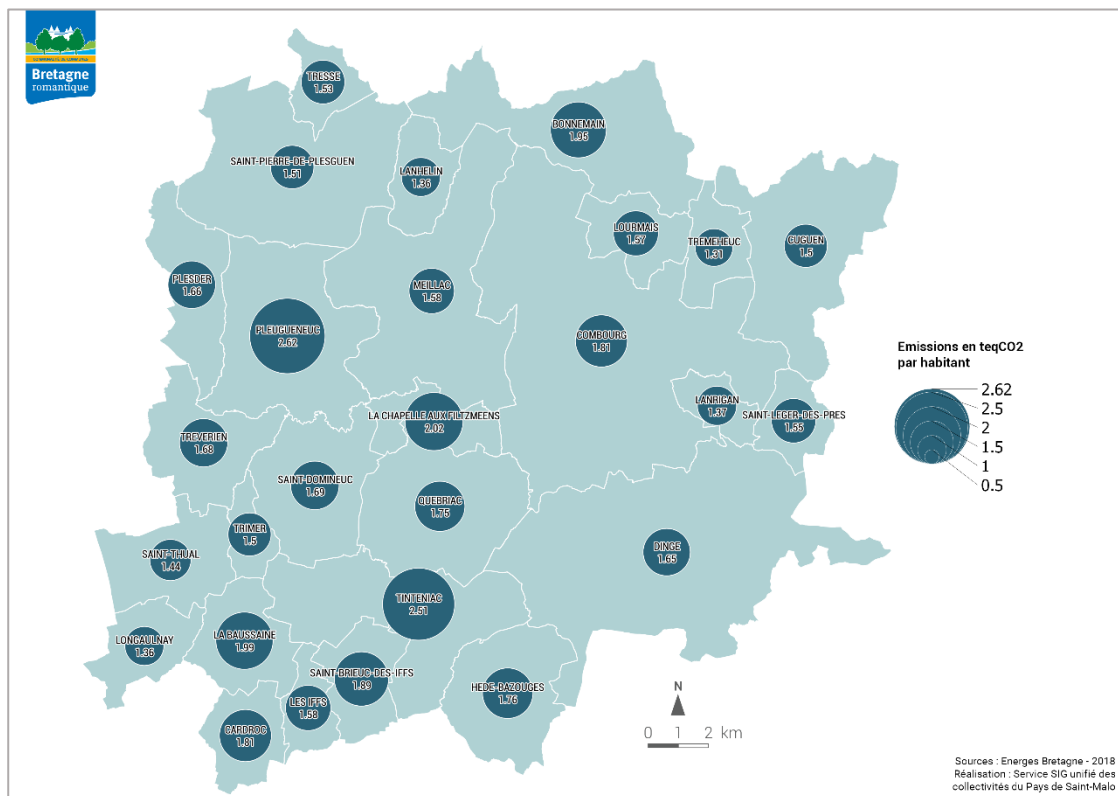 COMMUNAUTÉ DE COMMUNES
Bretagne
romantique
TRESSE
1.53
BONNEMAIN
1.95
SAINT-PIERRE-DE-PLESGUEN
1.51
LANHELIN
1.36
LOURMAIS
1.57
TREMEHEUC
1.31
CUGUEN
1.5
PLESDER
1.66
MEILLAC
1.58
PLEUGUENEUC
2.62
COMBOURG
1.81
Emissions en teqCO2
par habitant
2.62
2.5
2
1.5
1
0.5
LANRIGAN
1.37
SAINT-LEGER-DES-PRES
1.55
LA CHAPELLE AUX FILTZMEENS
2.02
TREVERIEN
1.68
SAINT-DOMINEUC
1.69
QUEBRIAC
1.75
TRIMER
1.5
SAINT-THUAL
1.44
DINGE
1.65
TINTENIAC
2.51
LA BAUSSAINE
1.99
LONGAULNAY
1.36
SAINT-BRIEUC-DES-IFFS
1.89
HEDE-BAZOUGES
1.76
LES IFFS
1.58
CARDROC
1.81
N
0 1 2 km
Sources : Energes Bretagne - 2018
Réalisation : Service SIG unifié des
collectivités du Pays de Saint-Malo